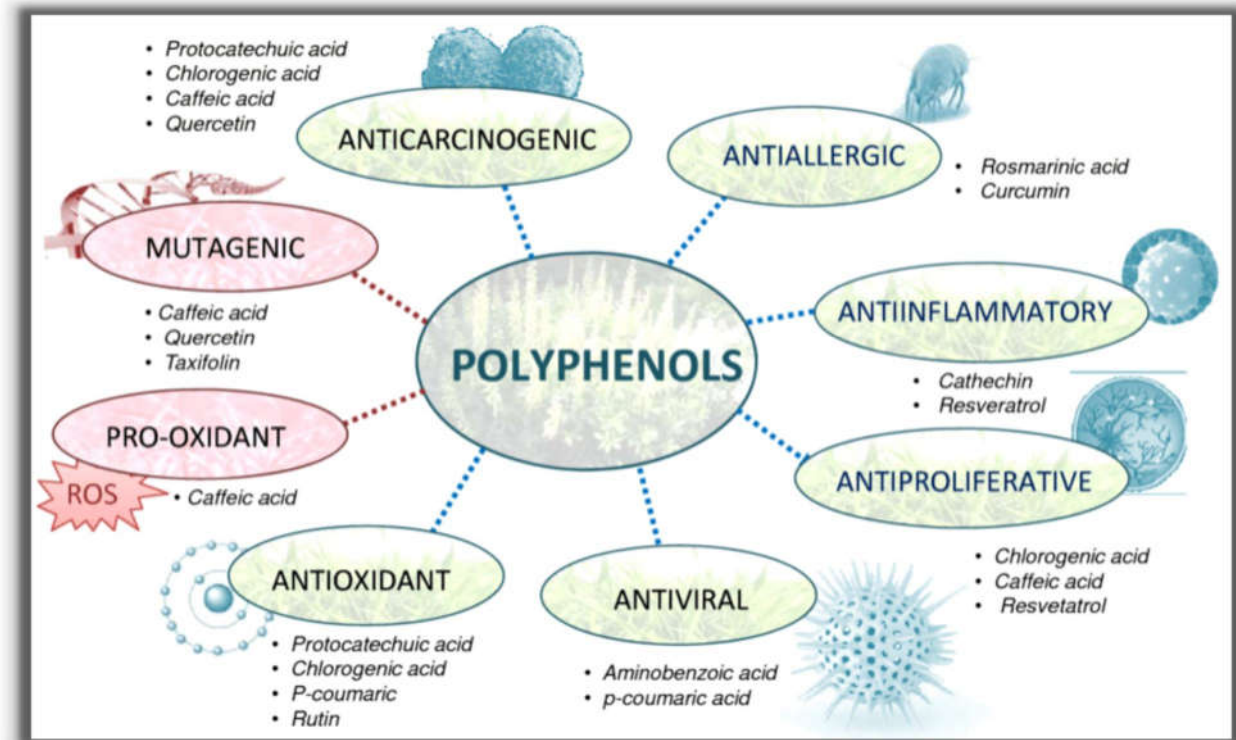 • Protocatechuic acid
• Chlorogenic acid
• Caffeic acid
• Quercetin
ANTICARCINOGENIC
ANTIALLERGIC
• Rosmarinic acid
• Curcumin
MUTAGENIC
• Caffeic acid
• Quercetin
• Taxifolin
ANTIINFLAMMATORY
• Cathechin
• Resveratrol
POLYPHENOLS
PRO-OXIDANT
ROS
• Caffeic acid
ANTIPROLIFERATIVE
• Chlorogenic acid
• Caffeic acid
• Resvetatrol
ANTIOXIDANT
• Protocatechuic acid
• Chlorogenic acid
• P-coumaric
• Rutin
ANTIVIRAL
• Aminobenzoic acid
• p-coumaric acid